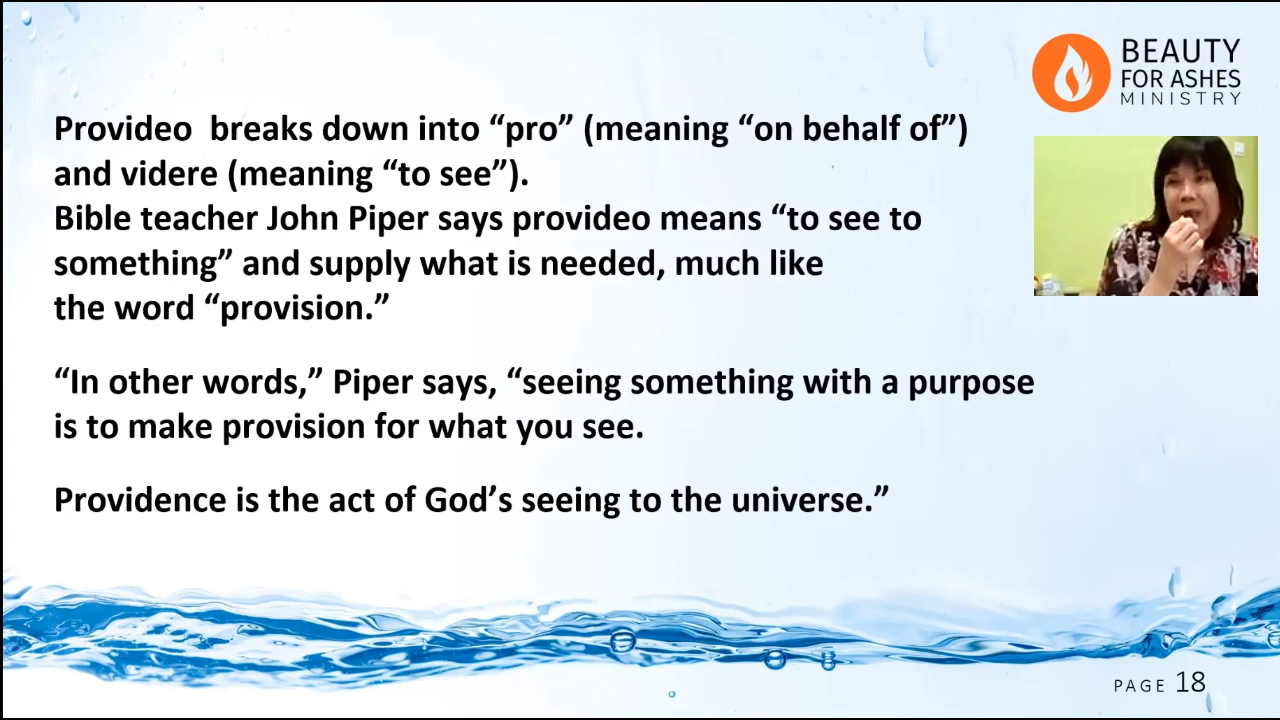 BEAUTY
FOR ASHES
MINISTRY
Provideo  breaks down into “pro” (meaning “on behalf of”)
and videre (meaning “to see”).
Bible teacher John Piper says provideo means “to see to
something” and supply what is needed, much like
the word “provision.”
“In other words,” Piper says, “seeing something with a purpose
is to make provision for what you see.
Providence is the act of God’s seeing to the universe.”
PAGE 18